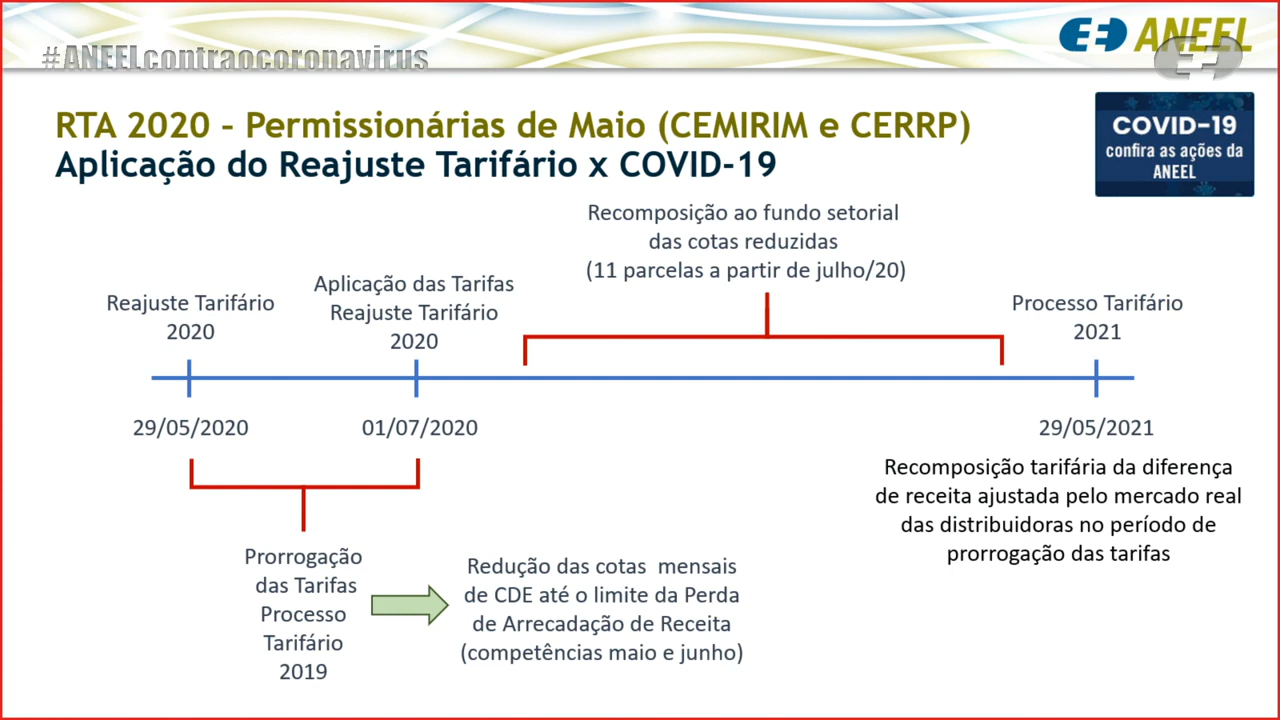 #ANEELcontraocoronavirus
ANEEL
RTA 2020 – Permissionárias de Maio (CEMIRIM e CERRP)
Aplicação do Reajuste Tarifário x COVID-19
COVID-19
confira as ações da
ANEEL
Recomposição ao fundo setorial
das cotas reduzidas
(11 parcelas a partir de julho/20)
Reajuste Tarifário
2020
Aplicação das Tarifas
Reajuste Tarifário
2020
Processo Tarifário
2021
29/05/2020
01/07/2020
29/05/2021
Recomposição tarifária da diferença
de receita ajustada pelo mercado real
das distribuidoras no período de
prorrogação das tarifas
Prorrogação
das Tarifas
Processo
Tarifário
2019
Redução das cotas  mensais
de CDE até o limite da Perda
de Arrecadação de Receita
(competências maio e junho)